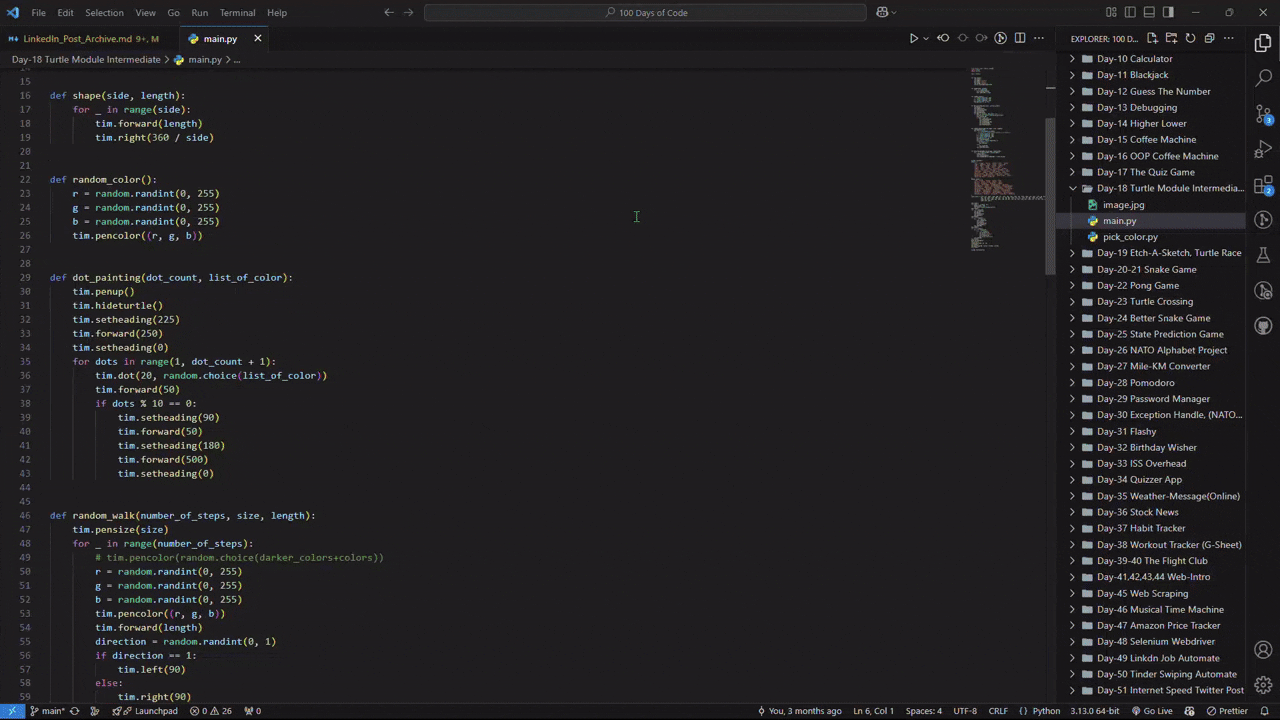 File Edit Selection View Go Run Terminal Help
100 Days of Code
LinkedIn_Post_Archive.md 9+, M
main.py
EXPLORER: 100 D...
Day-18 Turtle Module Intermediate > main.py > ...
15
16 def shape(side, length):
17 for _ in range(side):
18 tim.forward(length)
19 tim.right(360 / side)
20
21
22 def random_color():
23 r = random.randint(0, 255)
24 g = random.randint(0, 255)
25 b = random.randint(0, 255)
26 tim.pencolor((r, g, b))
27
28
29 def dot_painting(dot_count, list_of_color):
30 tim.penup()
31 tim.hideturtle()
32 tim.setheading(225)
33 tim.forward(250)
34 tim.setheading(0)
35 for dots in range(1, dot_count + 1):
36 tim.dot(20, random.choice(list_of_color))
37 tim.forward(50)
38 if dots % 10 == 0:
39 tim.setheading(90)
40 tim.forward(50)
41 tim.setheading(180)
42 tim.forward(500)
43 tim.setheading(0)
44
45
46 def random_walk(number_of_steps, size, length):
47 tim.pensize(size)
48 for _ in range(number_of_steps):
49 # tim.pencolor(random.choice(darker_colors+colors))
50 r = random.randint(0, 255)
51 g = random.randint(0, 255)
52 b = random.randint(0, 255)
53 tim.pencolor((r, g, b))
54 tim.forward(length)
55 direction = random.randint(0, 1)
56 if direction == 1:
57 tim.left(90)
58 else:
59 tim.right(90)
Day-10 Calculator
Day-11 Blackjack
Day-12 Guess The Number
Day-13 Debugging
Day-14 Higher Lower
Day-15 Coffee Machine
Day-16 OOP Coffee Machine
Day-17 The Quiz Game
Day-18 Turtle Module Intermedia...
image.jpg
main.py
pick_color.py
Day-19 Etch-A-Sketch, Turtle Race
Day-20-21 Snake Game
Day-22 Pong Game
Day-23 Turtle Crossing
Day-24 Better Snake Game
Day-25 State Prediction Game
Day-26 NATO Alphabet Project
Day-27 Mile-KM Converter
Day-28 Pomodoro
Day-29 Password Manager
Day-30 Exception Handle, (NATO...
Day-31 Flashy
Day-32 Birthday Wisher
Day-33 ISS Overhead
Day-34 Quizzer App
Day-35 Weather-Message(Online)
Day-36 Stock News
Day-37 Habit Tracker
Day-38 Workout Tracker (G-Sheet)
Day-39-40 The Flight Club
Day-41,42,43,44 Web-Intro
Day-45 Web Scraping
Day-46 Musical Time Machine
Day-47 Amazon Price Tracker
Day-48 Selenium Webdriver
Day-49 Linkdn Job Automate
Day-50 Tinder Swiping Automate
Day-51 Internet Speed Twitter Post
3
2
main* Launchpad 0 26 0
You, 3 months ago Ln 6, Col 1 Spaces: 4 UTF-8 CRLF {} Python 3.13.0 64-bit Go Live Prettier